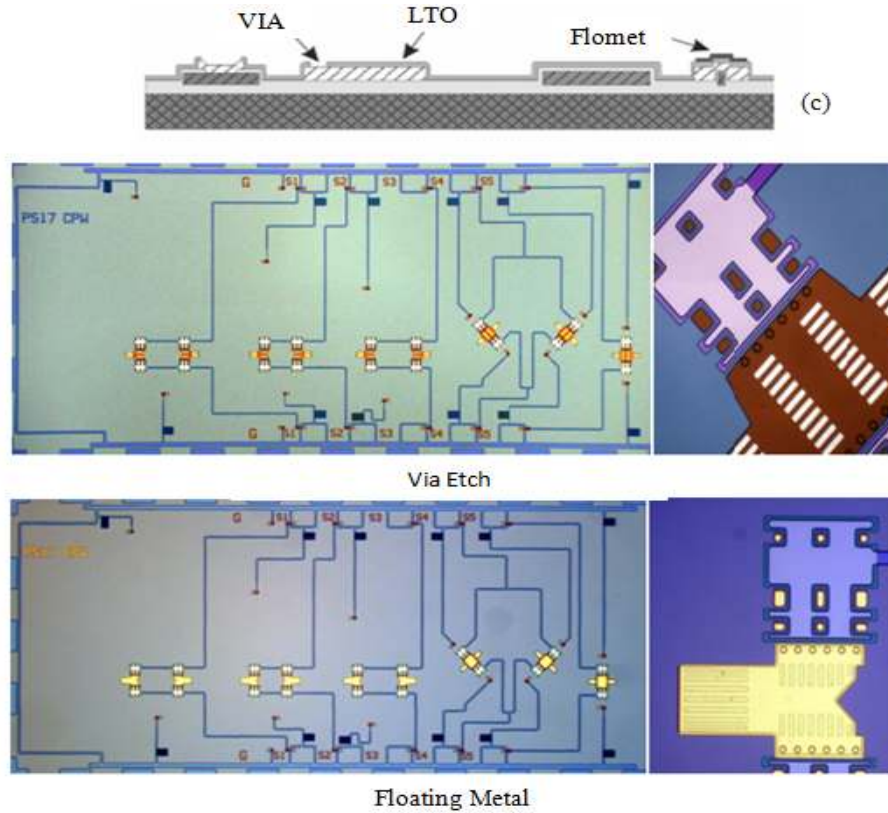 VIA
LTO
Flomet
(c)
G S1 S2 S3 S4 S5
PS17 CPW
G S1 S2 S3 S4 S5
Via Etch
G S1 S2 S3 S4 S5
G S1 S2 S3 S4 S5
Floating Metal